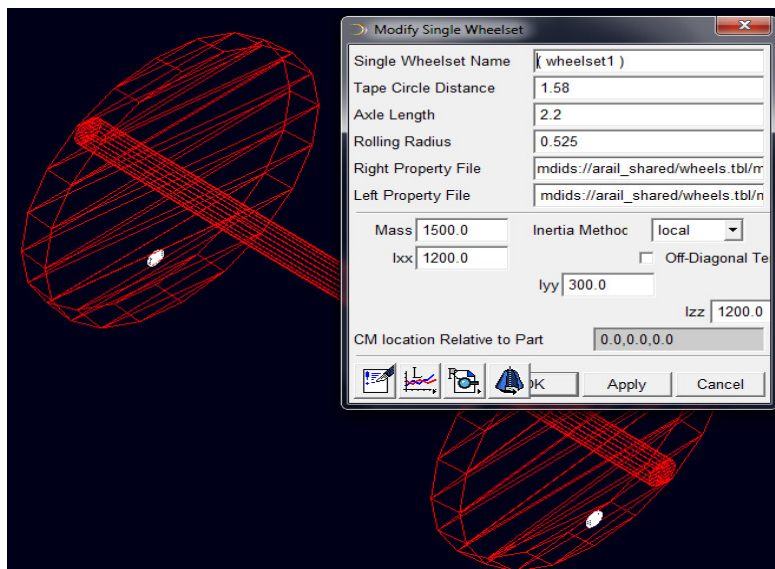 Modify Single Wheelset
Single Wheelset Name ( wheelset1 )
Tape Circle Distance 1.58
Axle Length 2.2
Rolling Radius 0.525
Right Property File mdids://arail_shared/wheels.tbl/m
Left Property File mdids://arail_shared/wheels.tbl/m
Mass 1500.0 Inertia Methoc local
Ixx 1200.0 Off-Diagonal Te
Iyy 300.0
Izz 1200.0
CM location Relative to Part 0.0,0.0,0.0
L R OK Apply Cancel